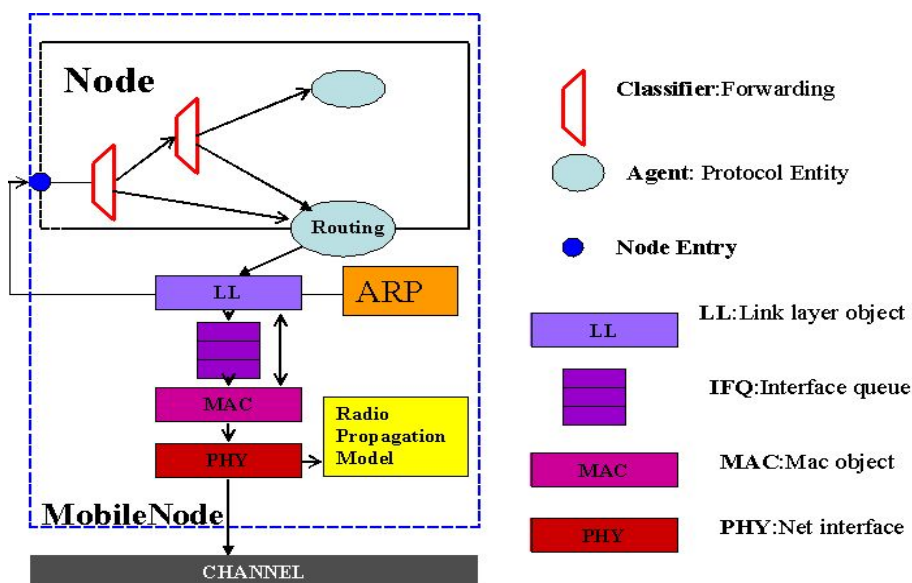 Node
Routing
LL
ARP
MAC
Radio
Propagation
Model
PHY
MobileNode
CHANNEL
Classifier:Forwarding
Agent: Protocol Entity
Node Entry
LL:Link layer object
LL
IFQ:Interface queue
MAC:Mac object
MAC
PHY:Net interface
PHY